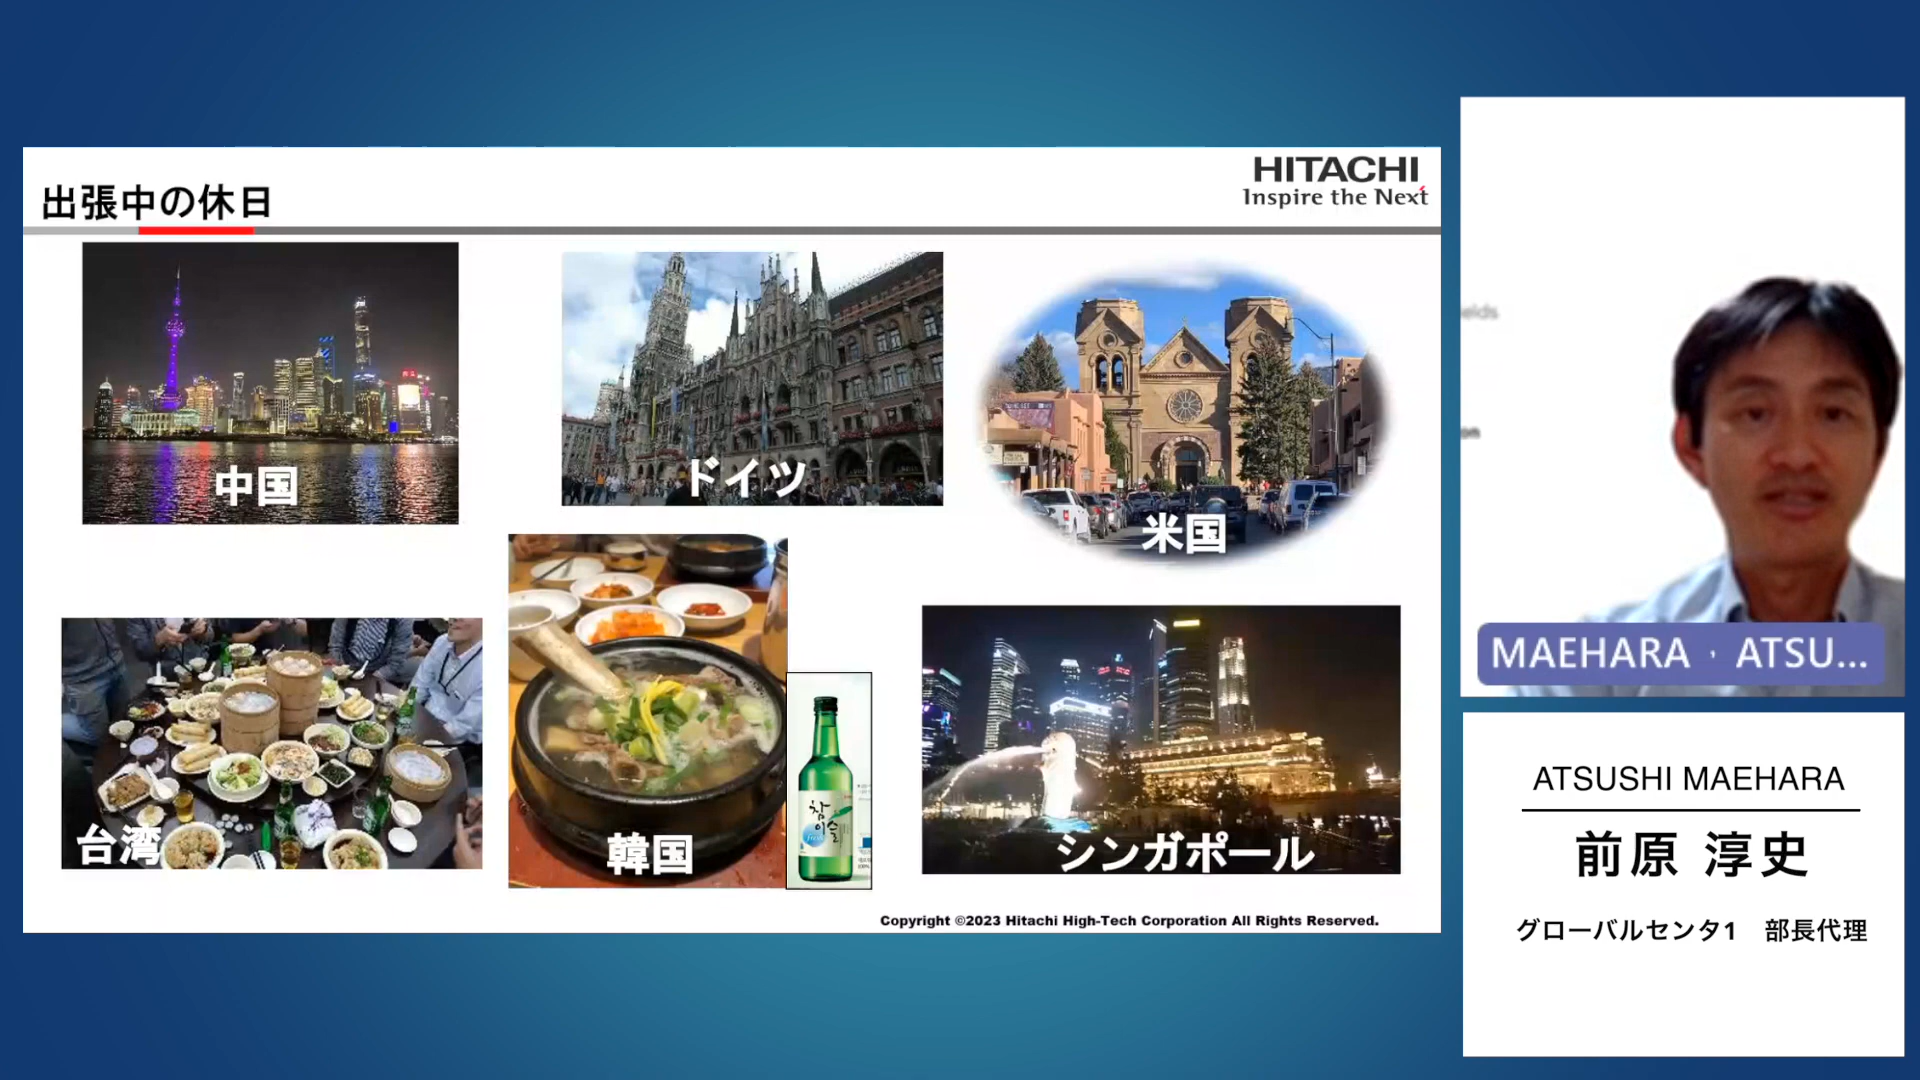 出張中の休日
HITACHI
Inspire the Next
中国
ドイツ
米国
台湾
韓国
참
이슬
シンガポール
Copyright ©2023 Hitachi High-Tech Corporation All Rights Reserved.
MAEHARA ， ATSU...
ATSUSHI MAEHARA
前原 淳史
グローバルセンタ1 部長代理